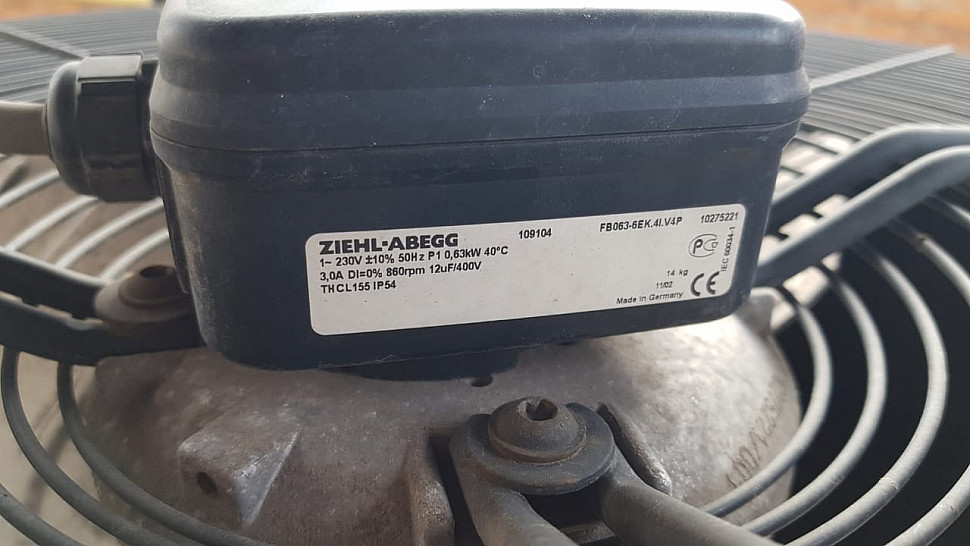 ZIEHL-ABEGG 109104 FB063-6EK.4I.V4P 10275221
1~ 230V ±10% 50Hz P1 0,63kW 40°C
3,0A DI=0% 860rpm 12uF/400V
THCL155 IP54
14 kg
11/02
Made in Germany
CE
IEC 60034-1